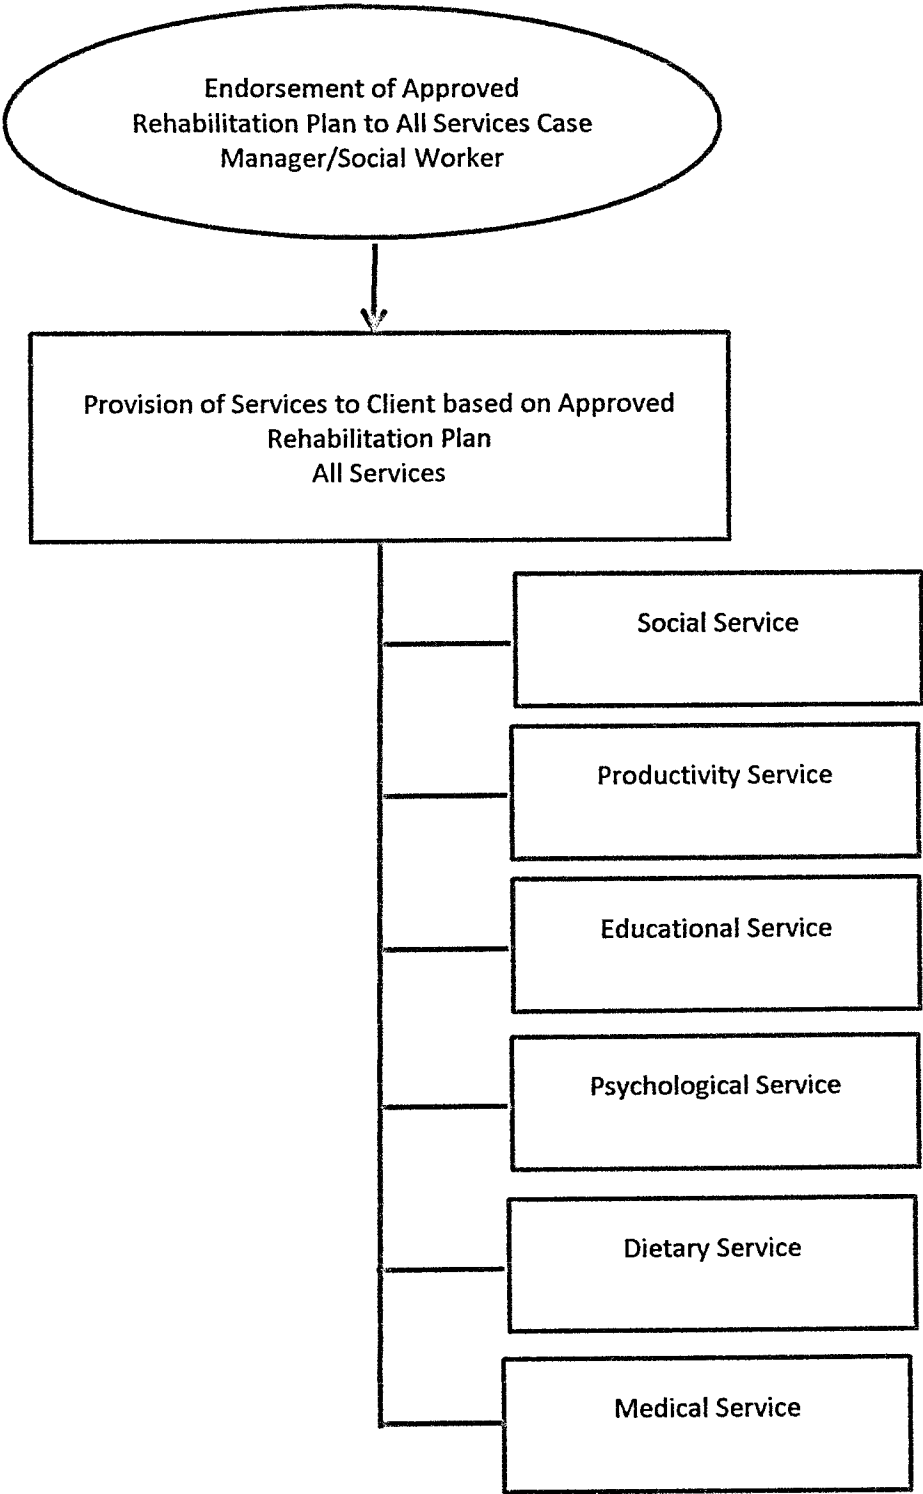 Endorsement of Approved
Rehabilitation Plan to All Services Case
Manager/Social Worker
Provision of Services to Client based on Approved
Rehabilitation Plan
All Services
Social Service
Productivity Service
Educational Service
Psychological Service
Dietary Service
Medical Service